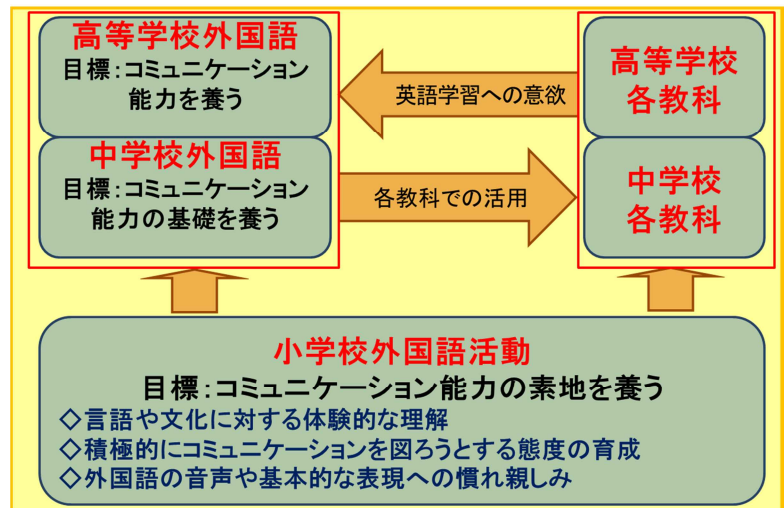 高等学校外国語
目標：コミュニケーション
能力を養う
中学校外国語
目標：コミュニケーション
能力の基礎を養う
英語学習への意欲
各教科での活用
高等学校
各教科
中学校
各教科
小学校外国語活動
目標：コミュニケーション能力の素地を養う
◇言語や文化に対する体験的な理解
◇積極的にコミュニケーションを図ろうとする態度の育成
◇外国語の音声や基本的な表現への慣れ親しみ